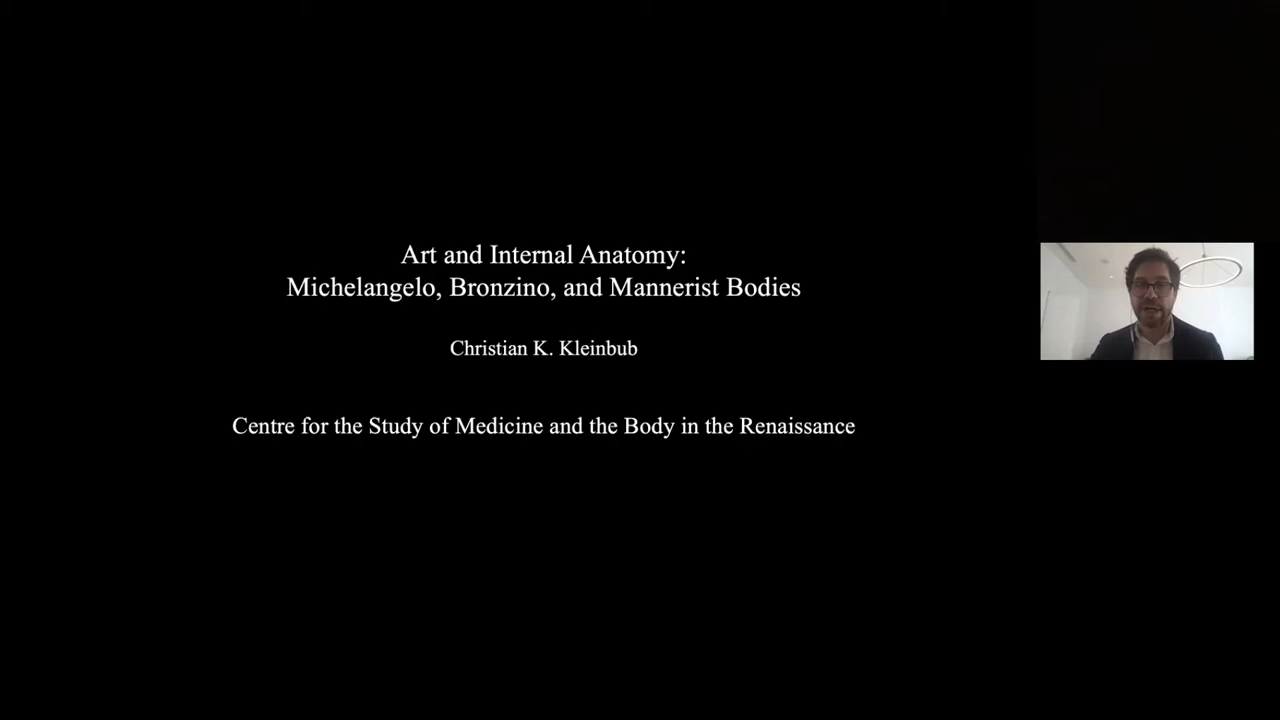 Art and Internal Anatomy:
Michelangelo, Bronzino, and Mannerist Bodies
Christian K. Kleinbub
Centre for the Study of Medicine and the Body in the Renaissance